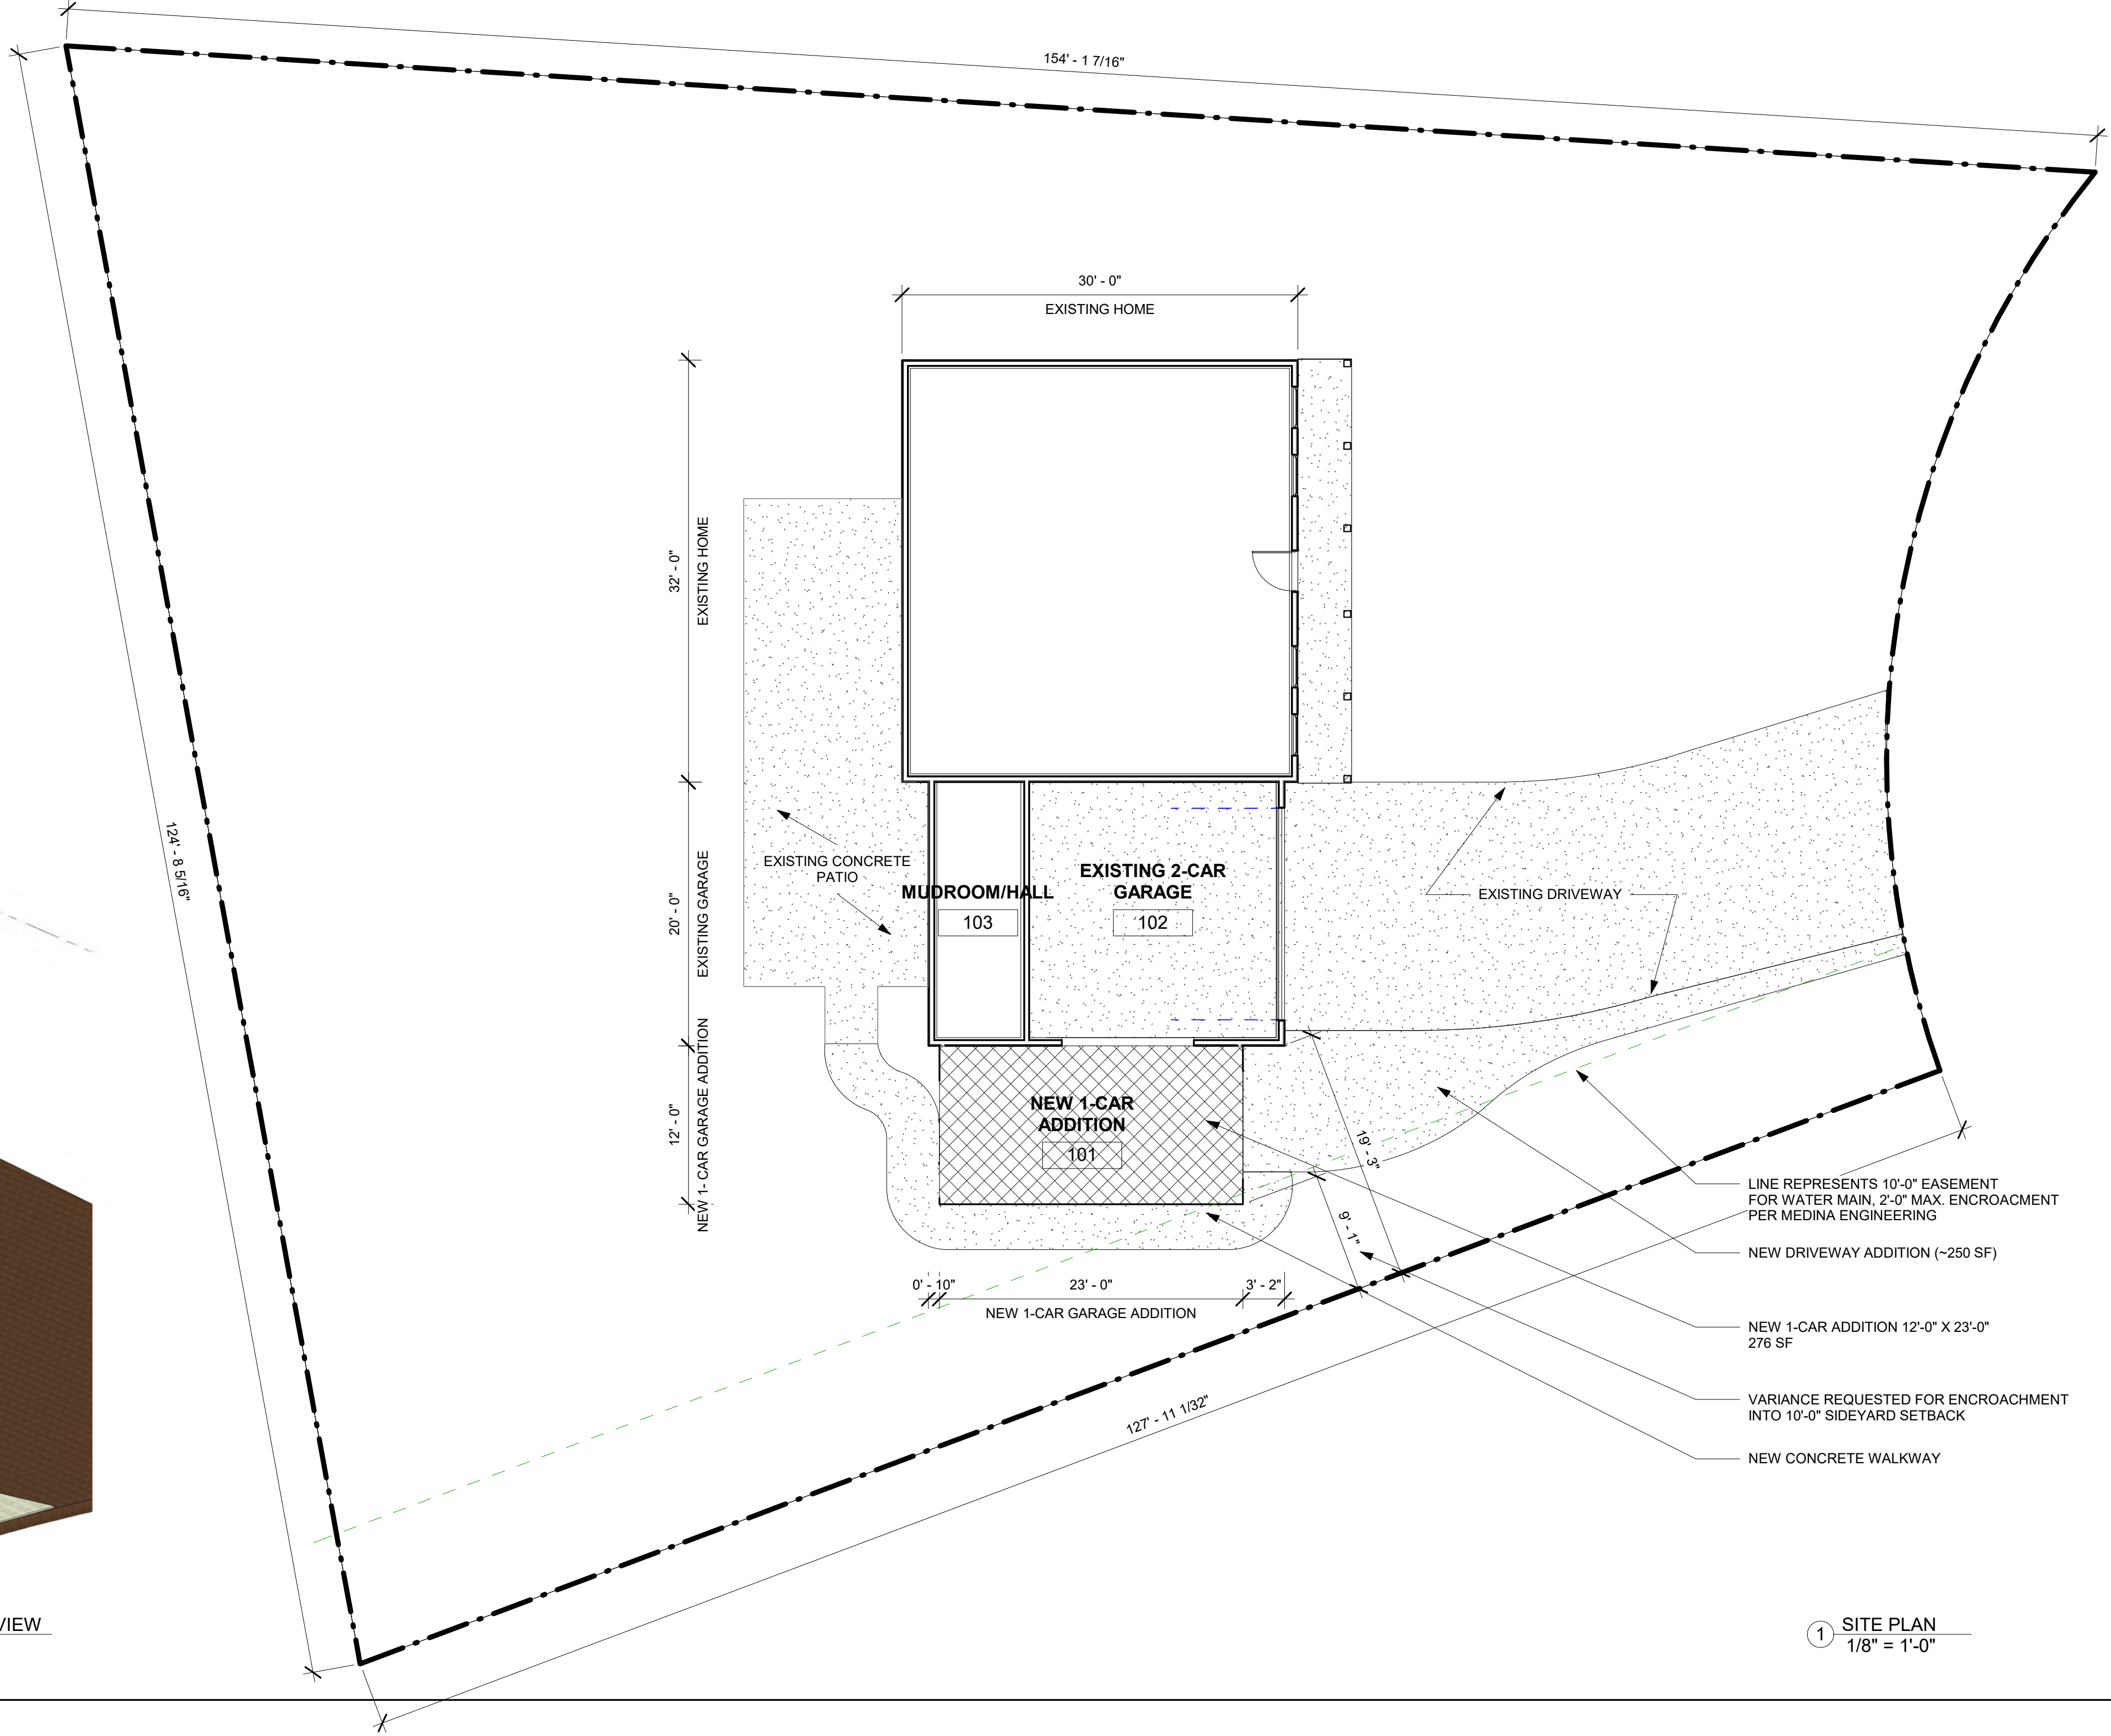 154' - 1 7/16"
30' - 0"
EXISTING HOME
32' - 0"
EXISTING HOME
124' - 8 5/16"
EXISTING CONCRETE
PATIO
MUDROOM/HALL
103
EXISTING 2-CAR
GARAGE
102
EXISTING DRIVEWAY
20' - 0"
EXISTING GARAGE
12' - 0"
NEW 1- CAR GARAGE ADDITION
NEW 1-CAR
ADDITION
101
19' - 3"
9' - 1"
0' - 10"
23' - 0"
3' - 2"
NEW 1-CAR GARAGE ADDITION
127' - 11 1/32"
LINE REPRESENTS 10'-0" EASEMENT
FOR WATER MAIN, 2'-0" MAX. ENCROACMENT
PER MEDINA ENGINEERING
NEW DRIVEWAY ADDITION (~250 SF)
NEW 1-CAR ADDITION 12'-0" X 23'-0"
276 SF
VARIANCE REQUESTED FOR ENCROACHMENT
INTO 10'-0" SIDEYARD SETBACK
NEW CONCRETE WALKWAY
VIEW
1 SITE PLAN
1/8" = 1'-0"